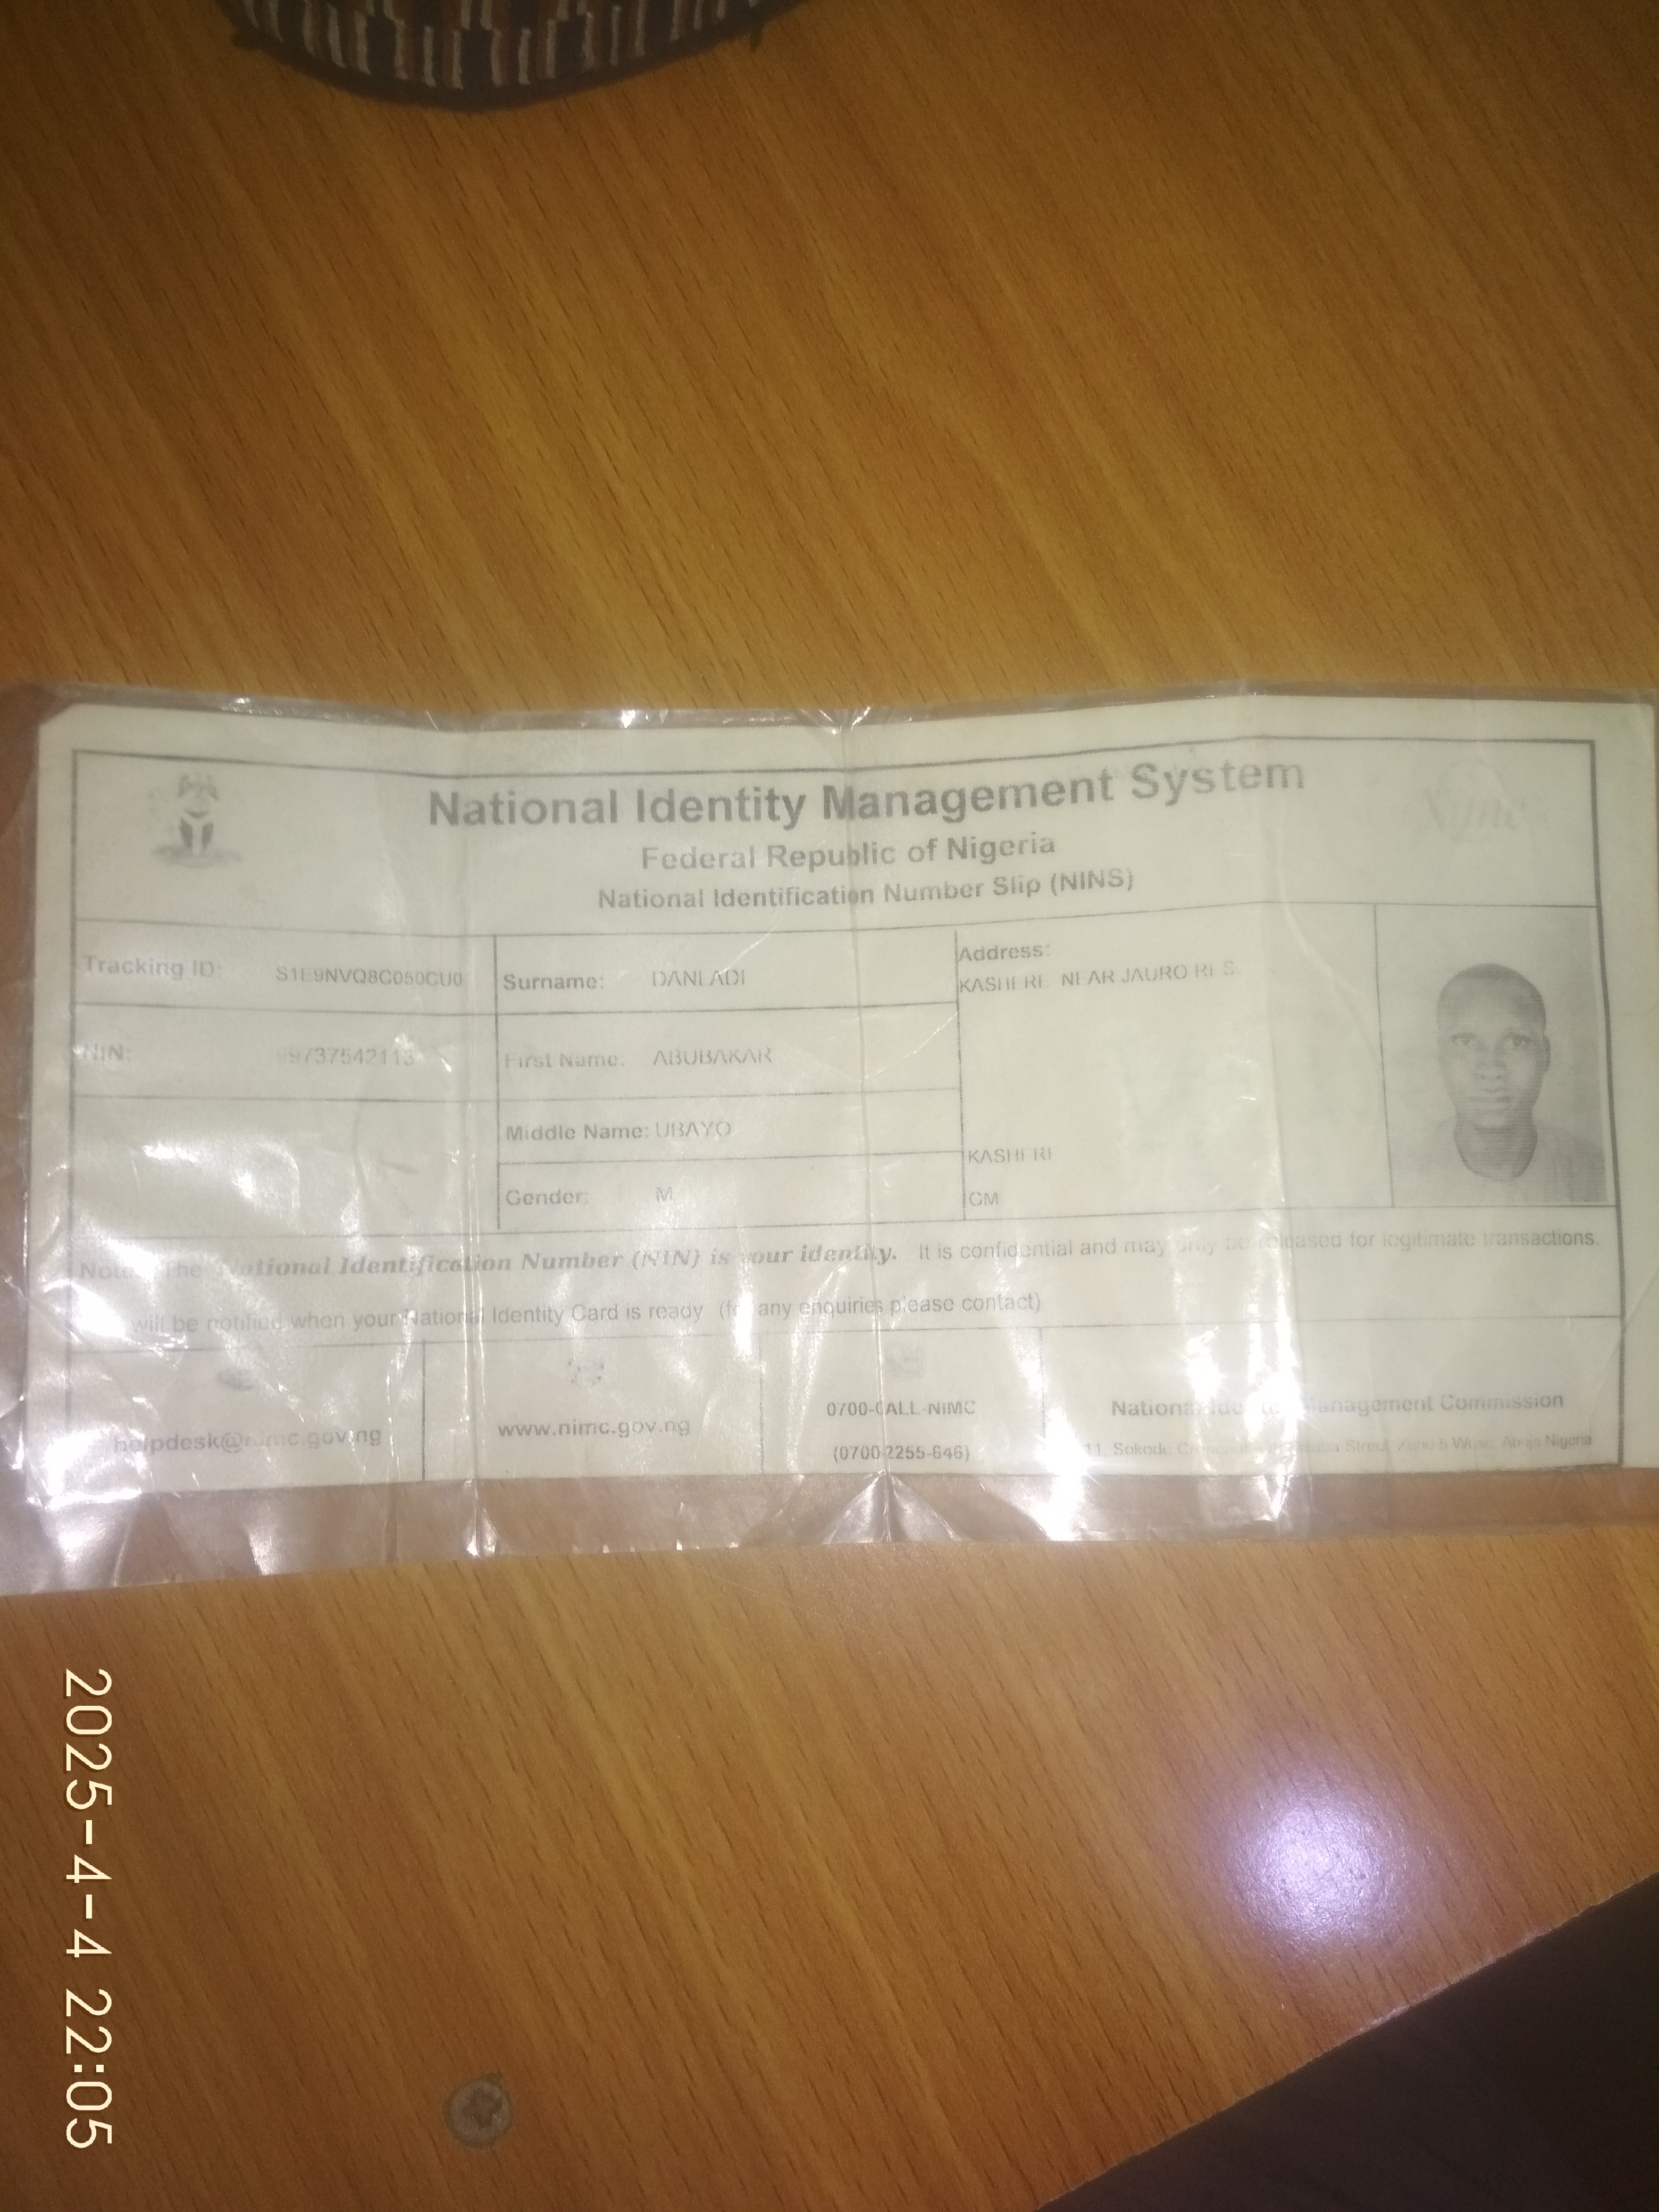 National Identity Management System
Federal Republic of Nigeria
National Identification Number Slip (NINS)
Tracking ID: S1E9NVQ8C050CU0
Surname: DANLADI
Address:
KASHERE NEAR JAURO RES
NIN: 99737542113
First Name: ABUBAKAR
Middle Name: UBAYO
KASHERE
Gender: M
GM
Note: The National Identification Number (NIN) is your identity. It is confidential and may only be released for legitimate transactions.
will be notified when your National Identity Card is ready (for any enquiries please contact)
helpdesk@nimc.gov.ng
www.nimc.gov.ng
0700-CALL-NIMC
(0700-2255-646)
National Identity Management Commission
11, Sokode Crescent Street, Zone 5 Wuse, Abuja Nigeria
2025-4-4 22:05